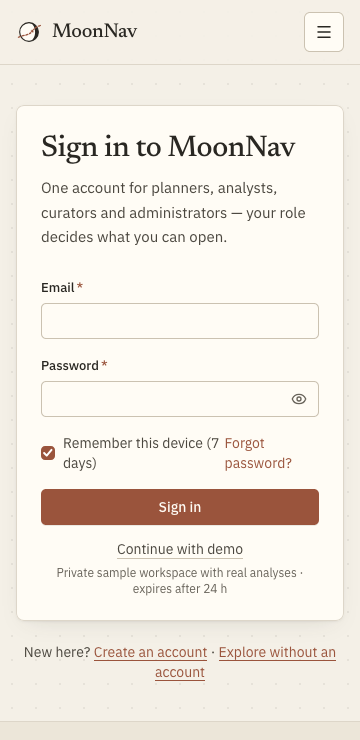 MoonNav
Sign in to MoonNav
One account for planners, analysts,
curators and administrators — your role
decides what you can open.
Email *
Password *
Remember this device (7
days)
Forgot
password?
Sign in
Continue with demo
Private sample workspace with real analyses ·
expires after 24 h
New here? Create an account · Explore without an
account